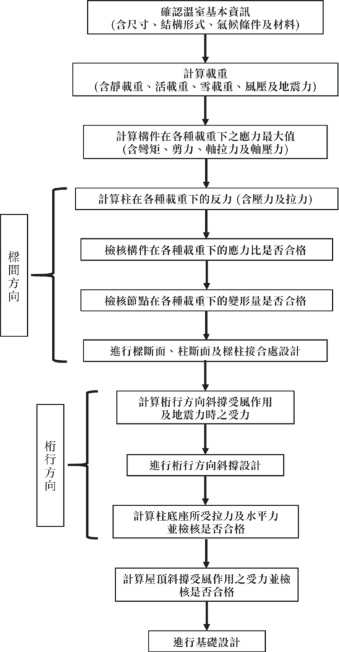 確認溫室基本資訊
(含尺寸、結構形式、氣候條件及材料)
計算載重
(含靜載重、活載重、雪載重、風壓及地震力)
計算構件在各種載重下之應力最大值
(含彎矩、剪力、軸拉力及軸壓力)
樑間方向
計算柱在各種載重下的反力 (含壓力及拉力)
檢核構件在各種載重下的應力比是否合格
檢核節點在各種載重下的變形量是否合格
進行樑斷面、柱斷面及樑柱接合處設計
桁行方向
計算桁行方向斜撐受風作用
及地震力時之受力
進行桁行方向斜撐設計
計算柱底座所受拉力及水平力
並檢核是否合格
計算屋頂斜撐受風作用之受力並檢
核是否合格
進行基礎設計